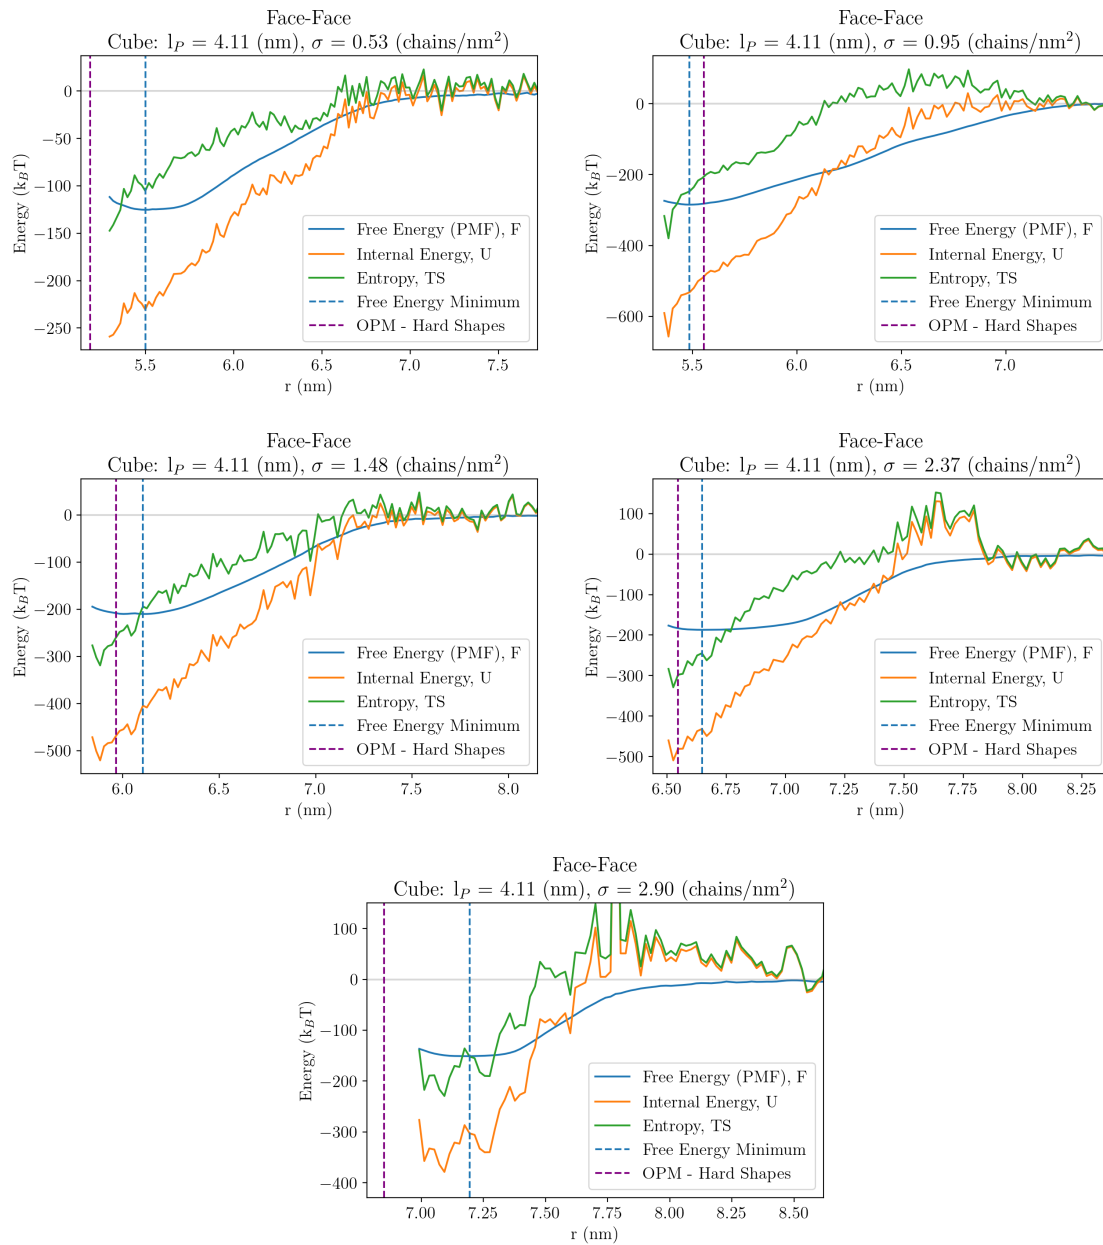 Face-Face
Cube: l_P = 4.11 (nm), σ = 0.53 (chains/nm²)
0
−50
−100
−150
−200
−250
Energy (k_BT)
Free Energy (PMF), F
Internal Energy, U
Entropy, TS
Free Energy Minimum
OPM - Hard Shapes
5.5 6.0 6.5 7.0 7.5
r (nm)
Face-Face
Cube: l_P = 4.11 (nm), σ = 0.95 (chains/nm²)
0
−200
−400
−600
Energy (k_BT)
Free Energy (PMF), F
Internal Energy, U
Entropy, TS
Free Energy Minimum
OPM - Hard Shapes
5.5 6.0 6.5 7.0
r (nm)
Face-Face
Cube: l_P = 4.11 (nm), σ = 1.48 (chains/nm²)
0
−100
−200
−300
−400
−500
Energy (k_BT)
Free Energy (PMF), F
Internal Energy, U
Entropy, TS
Free Energy Minimum
OPM - Hard Shapes
6.0 6.5 7.0 7.5 8.0
r (nm)
Face-Face
Cube: l_P = 4.11 (nm), σ = 2.37 (chains/nm²)
100
0
−100
−200
−300
−400
−500
Energy (k_BT)
Free Energy (PMF), F
Internal Energy, U
Entropy, TS
Free Energy Minimum
OPM - Hard Shapes
6.50 6.75 7.00 7.25 7.50 7.75 8.00 8.25
r (nm)
Face-Face
Cube: l_P = 4.11 (nm), σ = 2.90 (chains/nm²)
100
0
−100
−200
−300
−400
Energy (k_BT)
Free Energy (PMF), F
Internal Energy, U
Entropy, TS
Free Energy Minimum
OPM - Hard Shapes
7.00 7.25 7.50 7.75 8.00 8.25 8.50
r (nm)